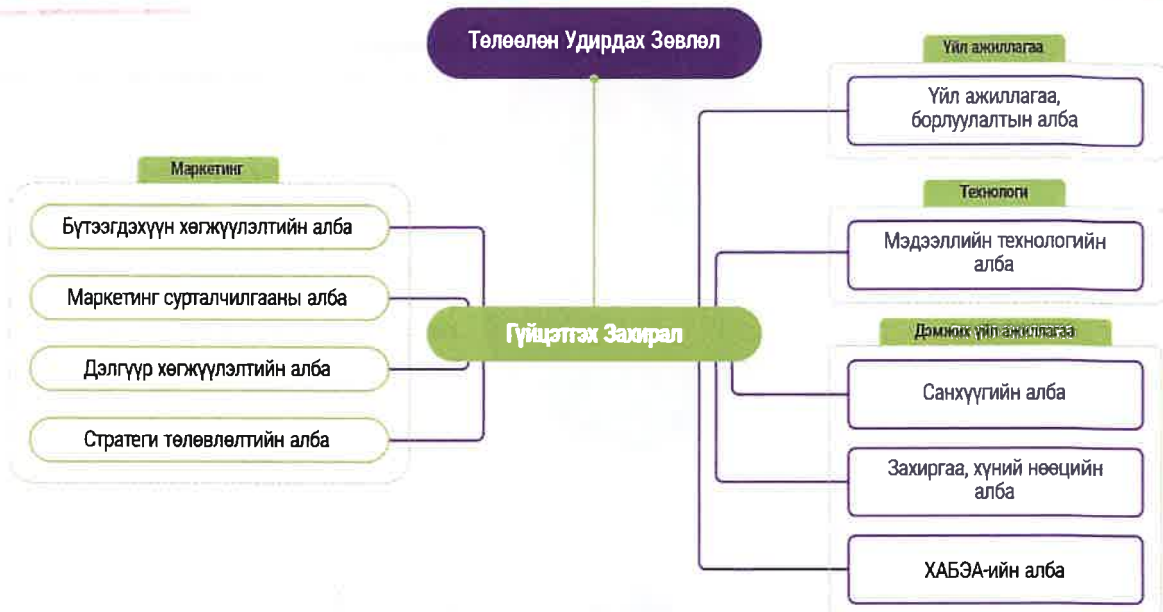 Төлөөлөн Удирдах Зөвлөл
Маркетинг
Бүтээгдэхүүн хөгжүүлэлтийн алба
Маркетинг сурталчилгааны алба
Дэлгүүр хөгжүүлэлтийн алба
Стратеги төлөвлөлтийн алба
Гүйцэтгэх Захирал
Үйл ажиллагаа
Үйл ажиллагаа,
борлуулалтын алба
Технологи
Мэдээллийн технологийн
алба
Дэмжих үйл ажиллагаа
Санхүүгийн алба
Захиргаа, хүний нөөцийн
алба
ХАБЭА-ийн алба